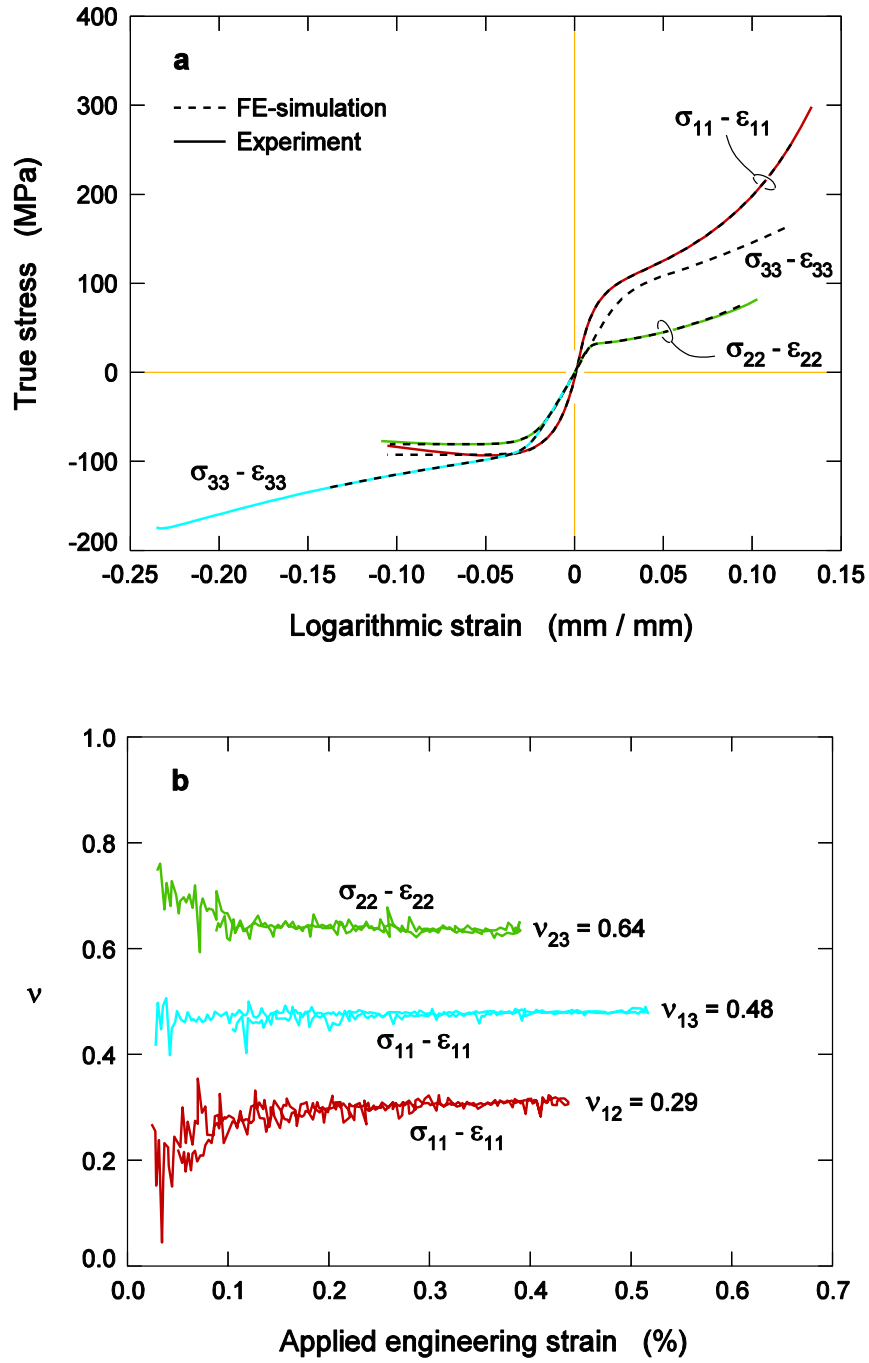 a
FE-simulation
Experiment
σ11 - ε11
σ33 - ε33
σ22 - ε22
σ33 - ε33
400
300
200
100
0
-100
-200
True stress (MPa)
-0.25 -0.20 -0.15 -0.10 -0.05 0 0.05 0.10 0.15
Logarithmic strain (mm / mm)
b
1.0
0.8
0.6
0.4
0.2
0.0
ν
σ22 - ε22
ν23 = 0.64
ν13 = 0.48
σ11 - ε11
ν12 = 0.29
σ11 - ε11
0.0 0.1 0.2 0.3 0.4 0.5 0.6 0.7
Applied engineering strain (%)